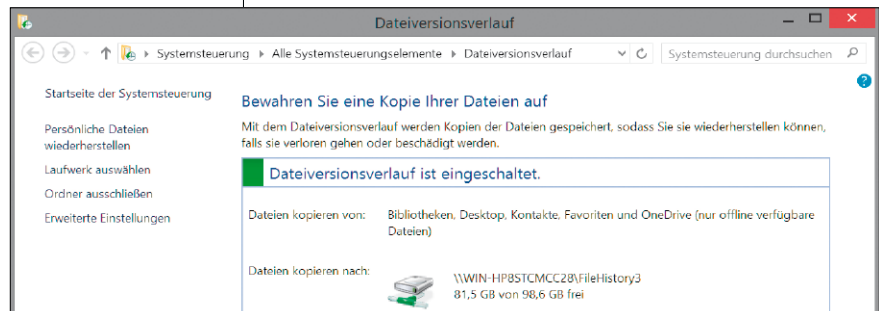 Dateiversionsverlauf
Systemsteuerung Alle Systemsteuerungselemente Dateiversionsverlauf Systemsteuerung durchsuchen
Startseite der Systemsteuerung
Persönliche Dateien
wiederherstellen
Laufwerk auswählen
Ordner ausschließen
Erweiterte Einstellungen
Bewahren Sie eine Kopie Ihrer Dateien auf
Mit dem Dateiversionsverlauf werden Kopien der Dateien gespeichert, sodass Sie sie wiederherstellen können,
falls sie verloren gehen oder beschädigt werden.
Dateiversionsverlauf ist eingeschaltet.
Dateien kopieren von: Bibliotheken, Desktop, Kontakte, Favoriten und OneDrive (nur offline verfügbare
Dateien)
Dateien kopieren nach: \\WIN-HP8STCMCC28\FileHistory3
81,5 GB von 98,6 GB frei